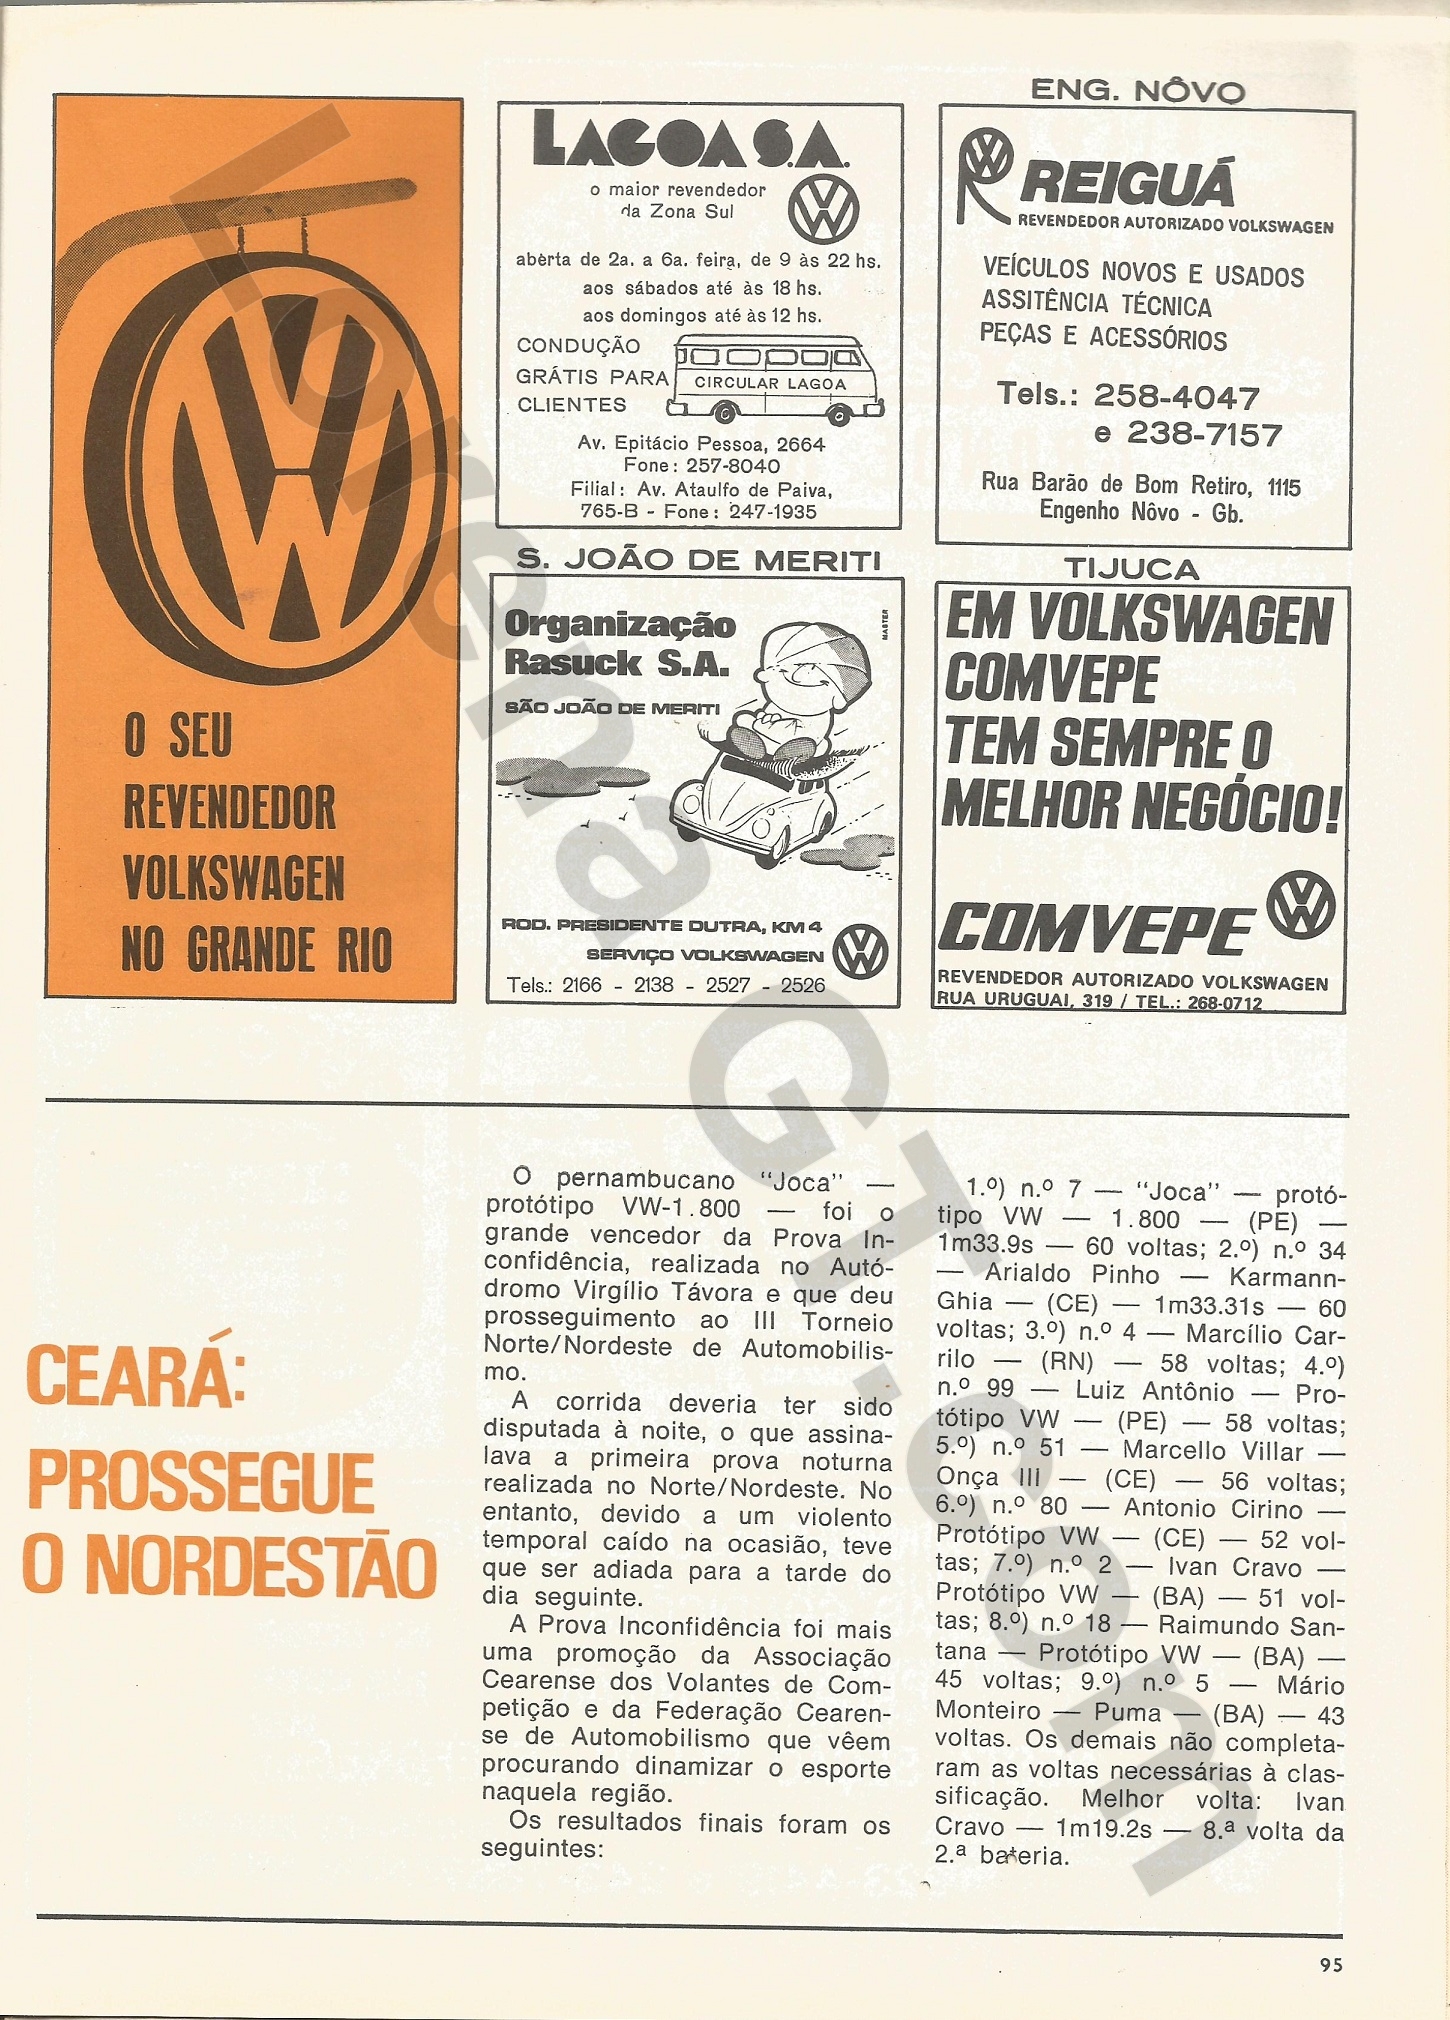 O SEU
REVENDEDOR
VOLKSWAGEN
NO GRANDE RIO
LAGOA S.A.
o maior revendedor
da Zona Sul
aberta de 2a. a 6a. feira, de 9 às 22 hs.
aos sábados até às 18 hs.
aos domingos até às 12 hs.
CONDUÇÃO
GRÁTIS PARA
CLIENTES
CIRCULAR LAGOA
Av. Epitácio Pessoa, 2664
Fone: 257-8040
Filial: Av. Ataulfo de Paiva,
765-B - Fone: 247-1935
ENG. NÔVO
REIGUÁ
REVENDEDOR AUTORIZADO VOLKSWAGEN
VEÍCULOS NOVOS E USADOS
ASSITÊNCIA TÉCNICA
PEÇAS E ACESSÓRIOS
Tels.: 258-4047
e 238-7157
Rua Barão de Bom Retiro, 1115
Engenho Nôvo - Gb.
S. JOÃO DE MERITI
Organização
Rasuck S.A.
MASTER
SÃO JOÃO DE MERITI
ROD. PRESIDENTE DUTRA, KM 4
SERVIÇO VOLKSWAGEN
Tels.: 2166 - 2138 - 2527 - 2526
TIJUCA
EM VOLKSWAGEN
COMVEPE
TEM SEMPRE O
MELHOR NEGÓCIO!
COMVEPE
REVENDEDOR AUTORIZADO VOLKSWAGEN
RUA URUGUAI, 319 / TEL.: 268-0712
CEARÁ:
PROSSEGUE
O NORDESTÃO
O pernambucano "Joca" —
protótipo VW-1.800 — foi o
grande vencedor da Prova In-
confidência, realizada no Autó-
dromo Virgílio Távora e que deu
prosseguimento ao III Torneio
Norte/Nordeste de Automobilis-
mo.
A corrida deveria ter sido
disputada à noite, o que assina-
lava a primeira prova noturna
realizada no Norte/Nordeste. No
entanto, devido a um violento
temporal caído na ocasião, teve
que ser adiada para a tarde do
dia seguinte.
A Prova Inconfidência foi mais
uma promoção da Associação
Cearense dos Volantes de Com-
petição e da Federação Cearen-
se de Automobilismo que vêem
procurando dinamizar o esporte
naquela região.
Os resultados finais foram os
seguintes:
1.º) n.º 7 — "Joca" — protó-
tipo VW — 1.800 — (PE) —
1m33.9s — 60 voltas; 2.º) n.º 34
— Arialdo Pinho — Karmann-
Ghia — (CE) — 1m33.31s — 60
voltas; 3.º) n.º 4 — Marcílio Car-
rilo — (RN) — 58 voltas; 4.º)
n.º 99 — Luiz Antônio — Pro-
tótipo VW — (PE) — 58 voltas;
5.º) n.º 51 — Marcello Villar —
Onça III — (CE) — 56 voltas;
6.º) n.º 80 — Antonio Cirino —
Protótipo VW — (CE) — 52 vol-
tas; 7.º) n.º 2 — Ivan Cravo —
Protótipo VW — (BA) — 51 vol-
tas; 8.º) n.º 18 — Raimundo San-
tana — Protótipo VW — (BA) —
45 voltas; 9.º) n.º 5 — Mário
Monteiro — Puma — (BA) — 43
voltas. Os demais não completa-
ram as voltas necessárias à clas-
sificação. Melhor volta: Ivan
Cravo — 1m19.2s — 8.ª volta da
2.ª bateria.
95
LorenaGT.com